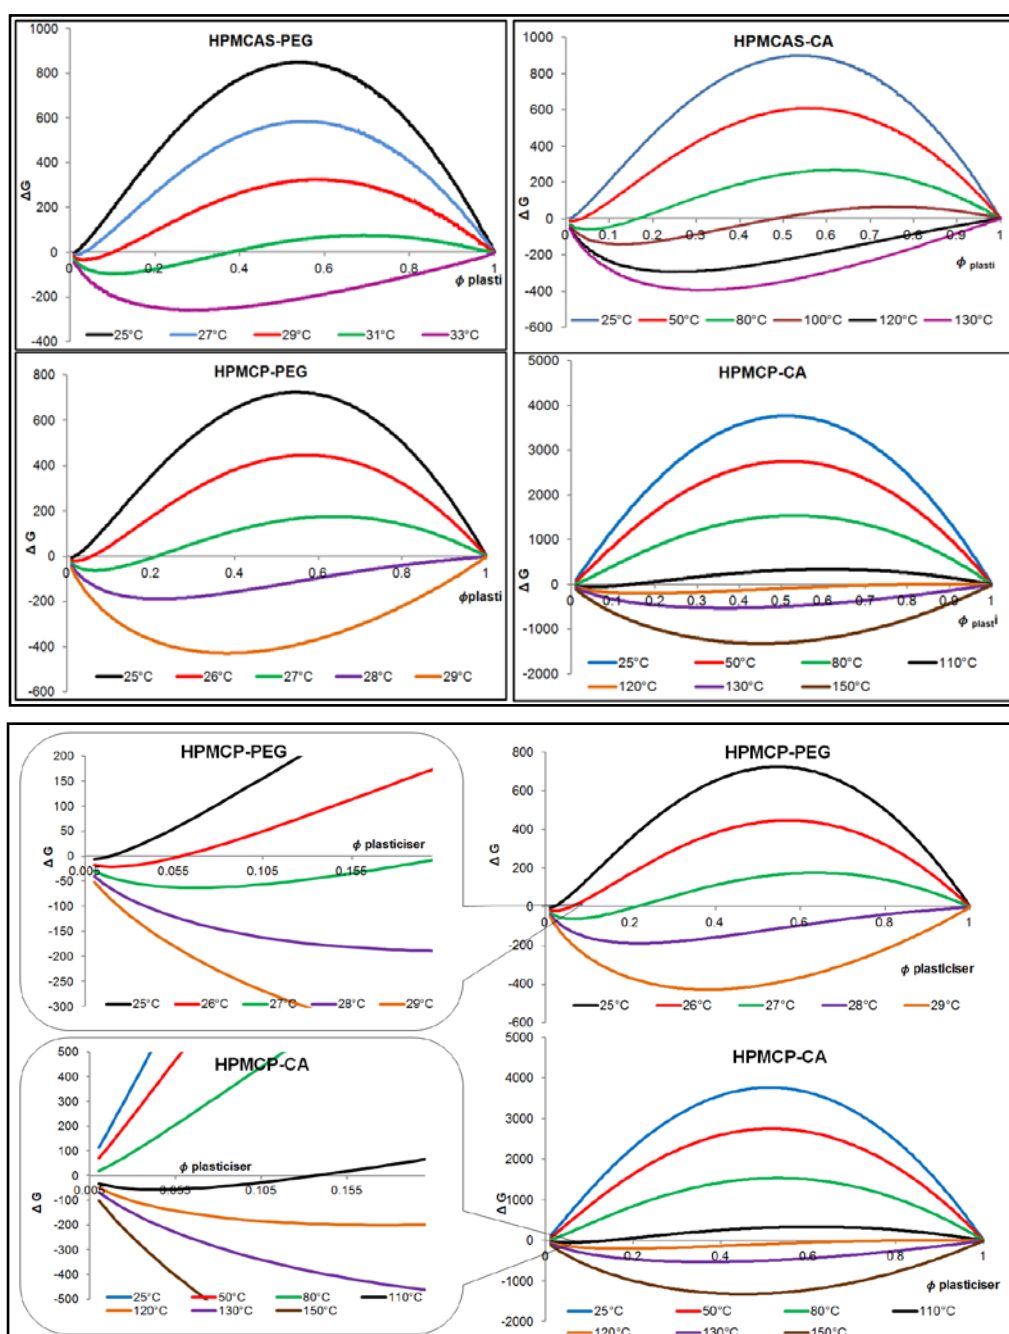 HPMCAS-PEG
1000
800
600
400
200
0
-200
-400
ΔG
0 0.2 0.4 0.6 0.8 1
ϕ plasti
25°C 27°C 29°C 31°C 33°C
HPMCAS-CA
1000
800
600
400
200
0
-200
-400
-600
ΔG
0 0.1 0.2 0.3 0.4 0.5 0.6 0.7 0.8 0.9 1
ϕ plasti
25°C 50°C 80°C 100°C 120°C 130°C
HPMCP-PEG
800
600
400
200
0
-200
-400
-600
ΔG
0 0.2 0.4 0.6 0.8 1
ϕplasti
25°C 26°C 27°C 28°C 29°C
HPMCP-CA
5000
4000
3000
2000
1000
0
-1000
-2000
ΔG
0 0.1 0.2 0.3 0.4 0.5 0.6 0.7 0.8 0.9 1
ϕ plasti
25°C 50°C 80°C 110°C
120°C 130°C 150°C
HPMCP-PEG
200
150
100
50
0
-50
-100
-150
-200
-250
-300
ΔG
0.005 0.055 0.105 0.155
ϕ plasticiser
25°C 26°C 27°C 28°C 29°C
HPMCP-PEG
800
600
400
200
0
-200
-400
-600
ΔG
0 0.2 0.4 0.6 0.8 1
ϕ plasticiser
25°C 26°C 27°C 28°C 29°C
HPMCP-CA
500
400
300
200
100
0
-100
-200
-300
-400
-500
ΔG
0.005 0.055 0.105 0.155
ϕ plasticiser
25°C 50°C 80°C 110°C
120°C 130°C 150°C
HPMCP-CA
5000
4000
3000
2000
1000
0
-1000
-2000
ΔG
0 0.2 0.4 0.6 0.8 1
ϕ plasticiser
25°C 50°C 80°C 110°C
120°C 130°C 150°C